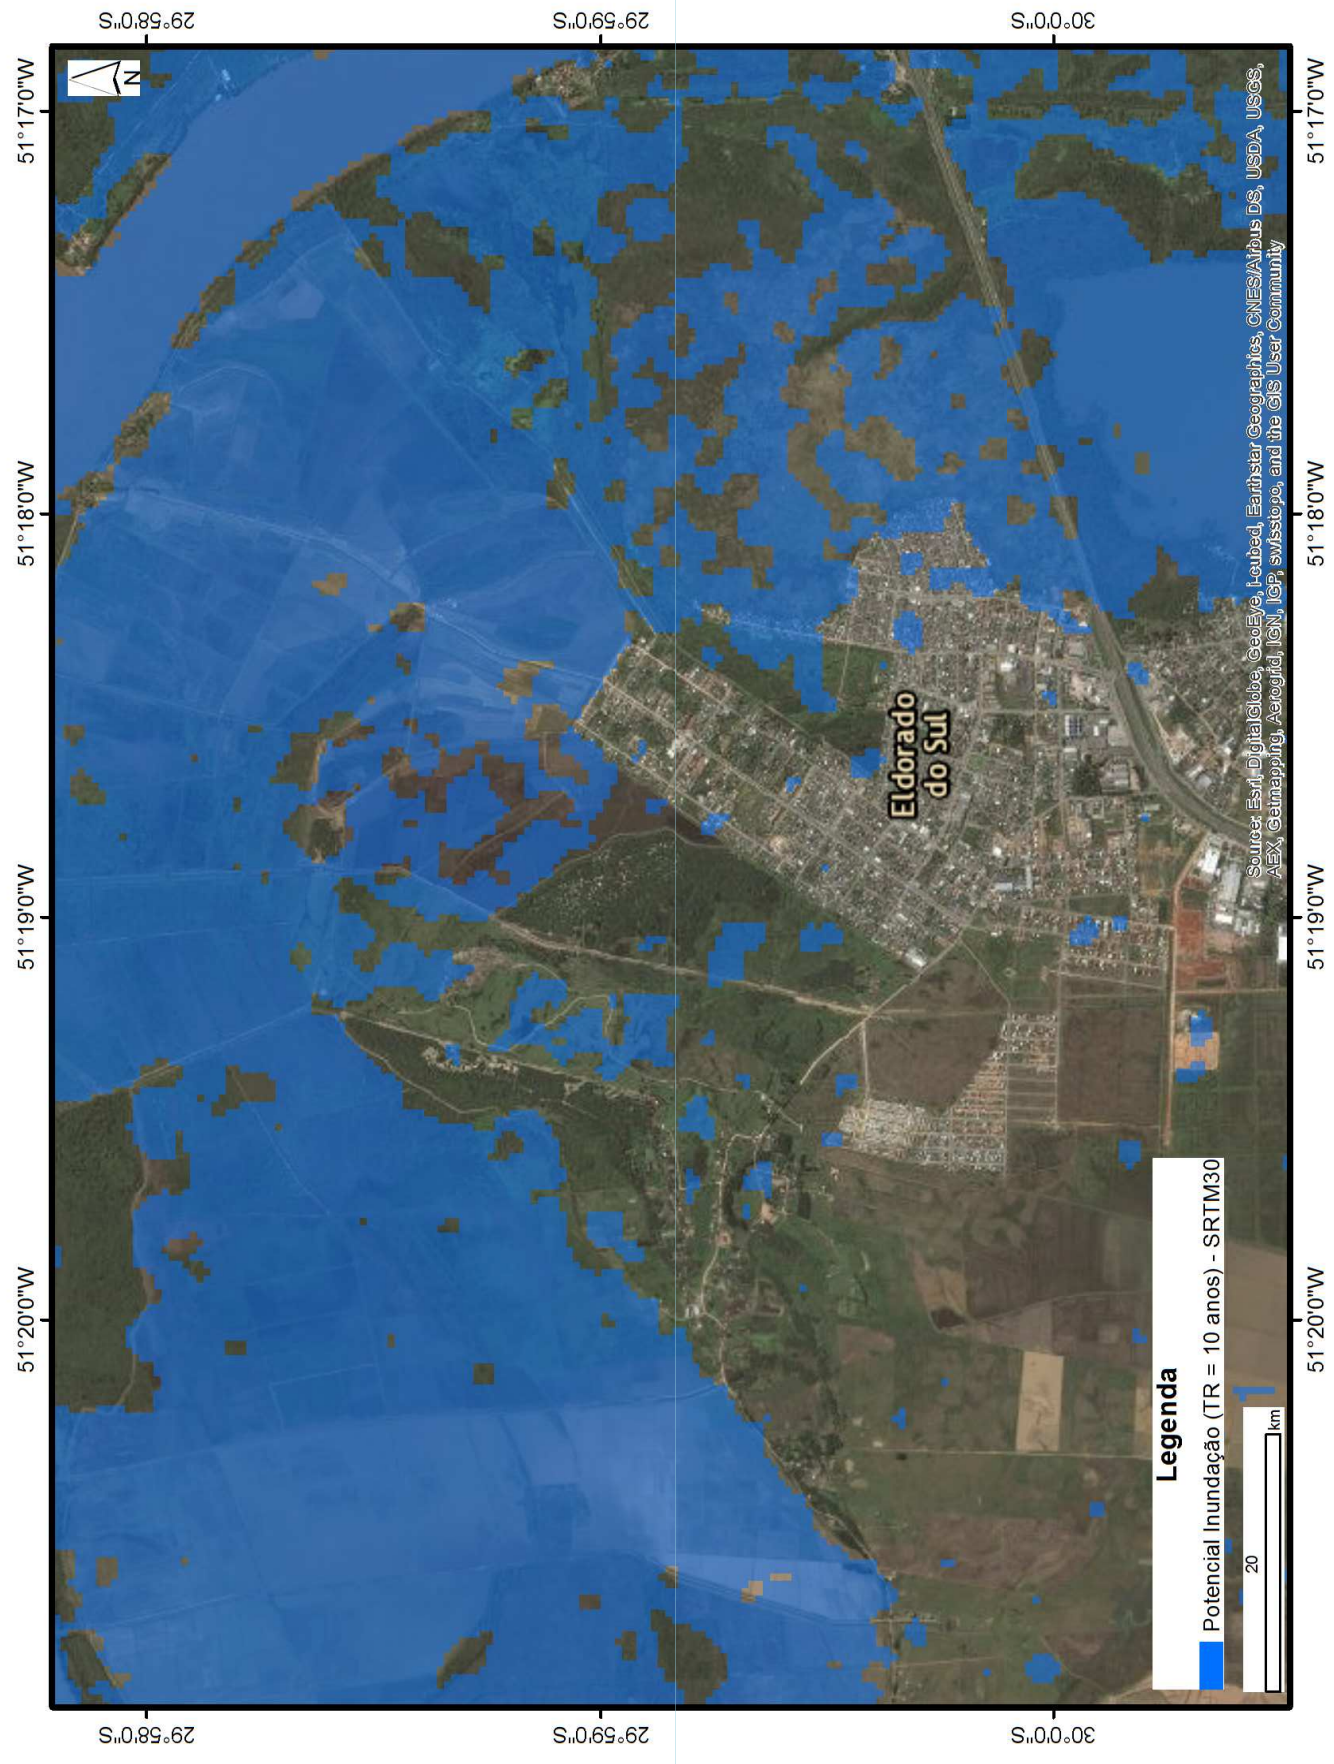 51°20'0"W
51°19'0"W
51°18'0"W
51°17'0"W
29°58'0"S
29°58'0"S
N
29°59'0"S
29°59'0"S
Eldorado
do Sul
30°0'0"S
30°0'0"S
Legenda
Potencial Inundação (TR = 10 anos) - SRTM30
20
km
Source: Esri, DigitalGlobe, GeoEye, i-cubed, Earthstar Geographics, CNES/Airbus DS, USDA, USGS,
AEX, Getmapping, Aerogrid, IGN, IGP, swisstopo, and the GIS User Community
51°20'0"W
51°19'0"W
51°18'0"W
51°17'0"W